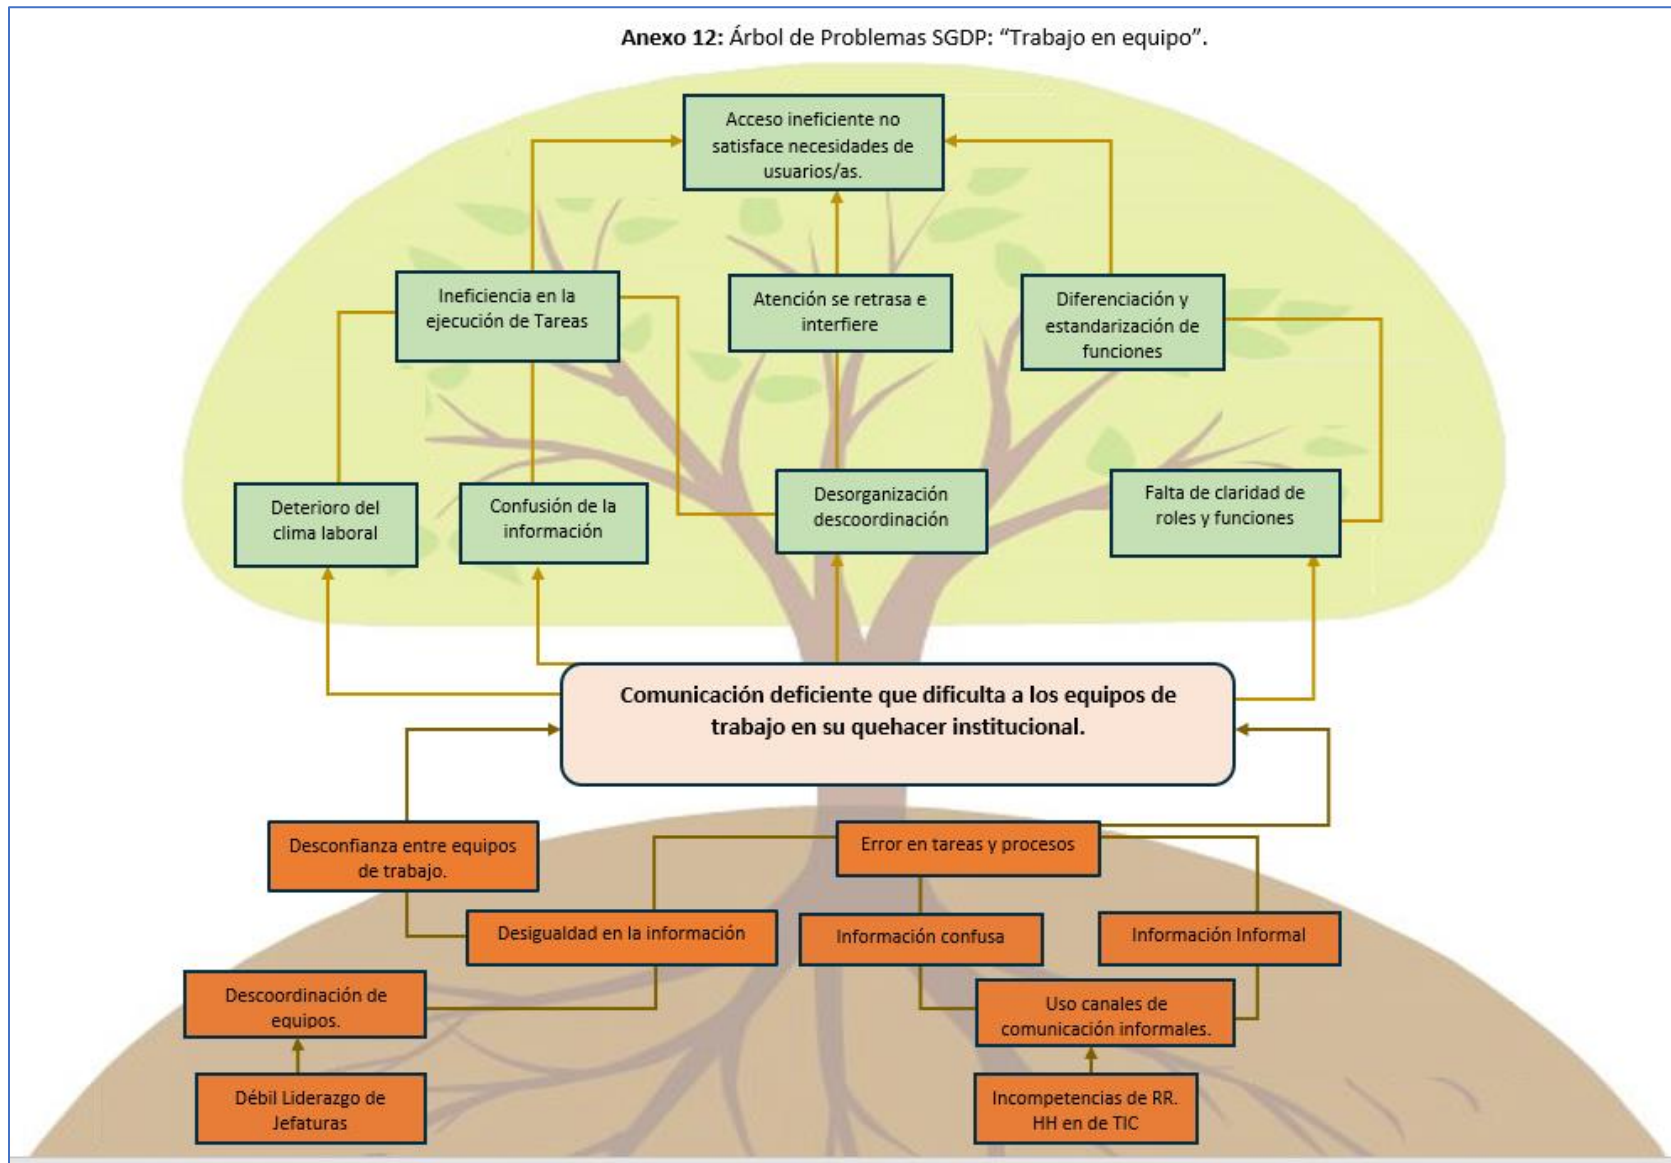 Anexo 12: Árbol de Problemas SGDP: “Trabajo en equipo”.
Acceso ineficiente no
satisface necesidades de
usuarios/as.
Ineficiencia en la
ejecución de Tareas
Atención se retrasa e
interfiere
Diferenciación y
estandarización de
funciones
Deterioro del
clima laboral
Confusión de la
información
Desorganización
descoordinación
Falta de claridad de
roles y funciones
Comunicación deficiente que dificulta a los equipos de
trabajo en su quehacer institucional.
Desconfianza entre equipos
de trabajo.
Error en tareas y procesos
Desigualdad en la información
Información confusa
Información Informal
Descoordinación de
equipos.
Uso canales de
comunicación informales.
Débil Liderazgo de
Jefaturas
Incompetencias de RR.
HH en de TIC